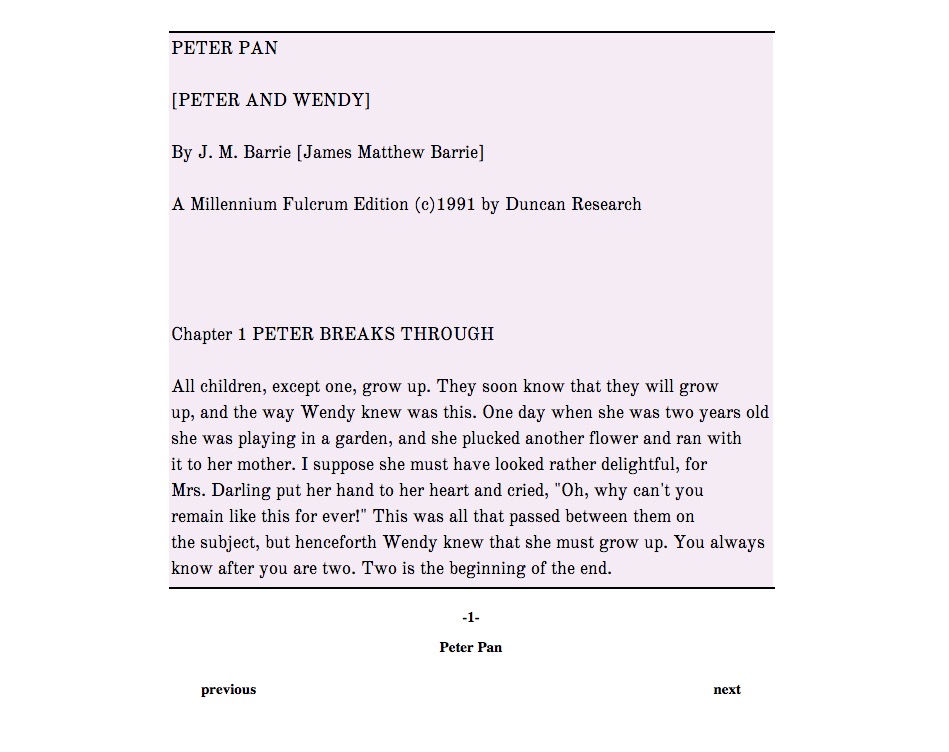 PETER PAN
[PETER AND WENDY]
By J. M. Barrie [James Matthew Barrie]
A Millennium Fulcrum Edition (c)1991 by Duncan Research
Chapter 1 PETER BREAKS THROUGH
All children, except one, grow up. They soon know that they will grow
up, and the way Wendy knew was this. One day when she was two years old
she was playing in a garden, and she plucked another flower and ran with
it to her mother. I suppose she must have looked rather delightful, for
Mrs. Darling put her hand to her heart and cried, "Oh, why can't you
remain like this for ever!" This was all that passed between them on
the subject, but henceforth Wendy knew that she must grow up. You always
know after you are two. Two is the beginning of the end.
-1-
Peter Pan
previous next